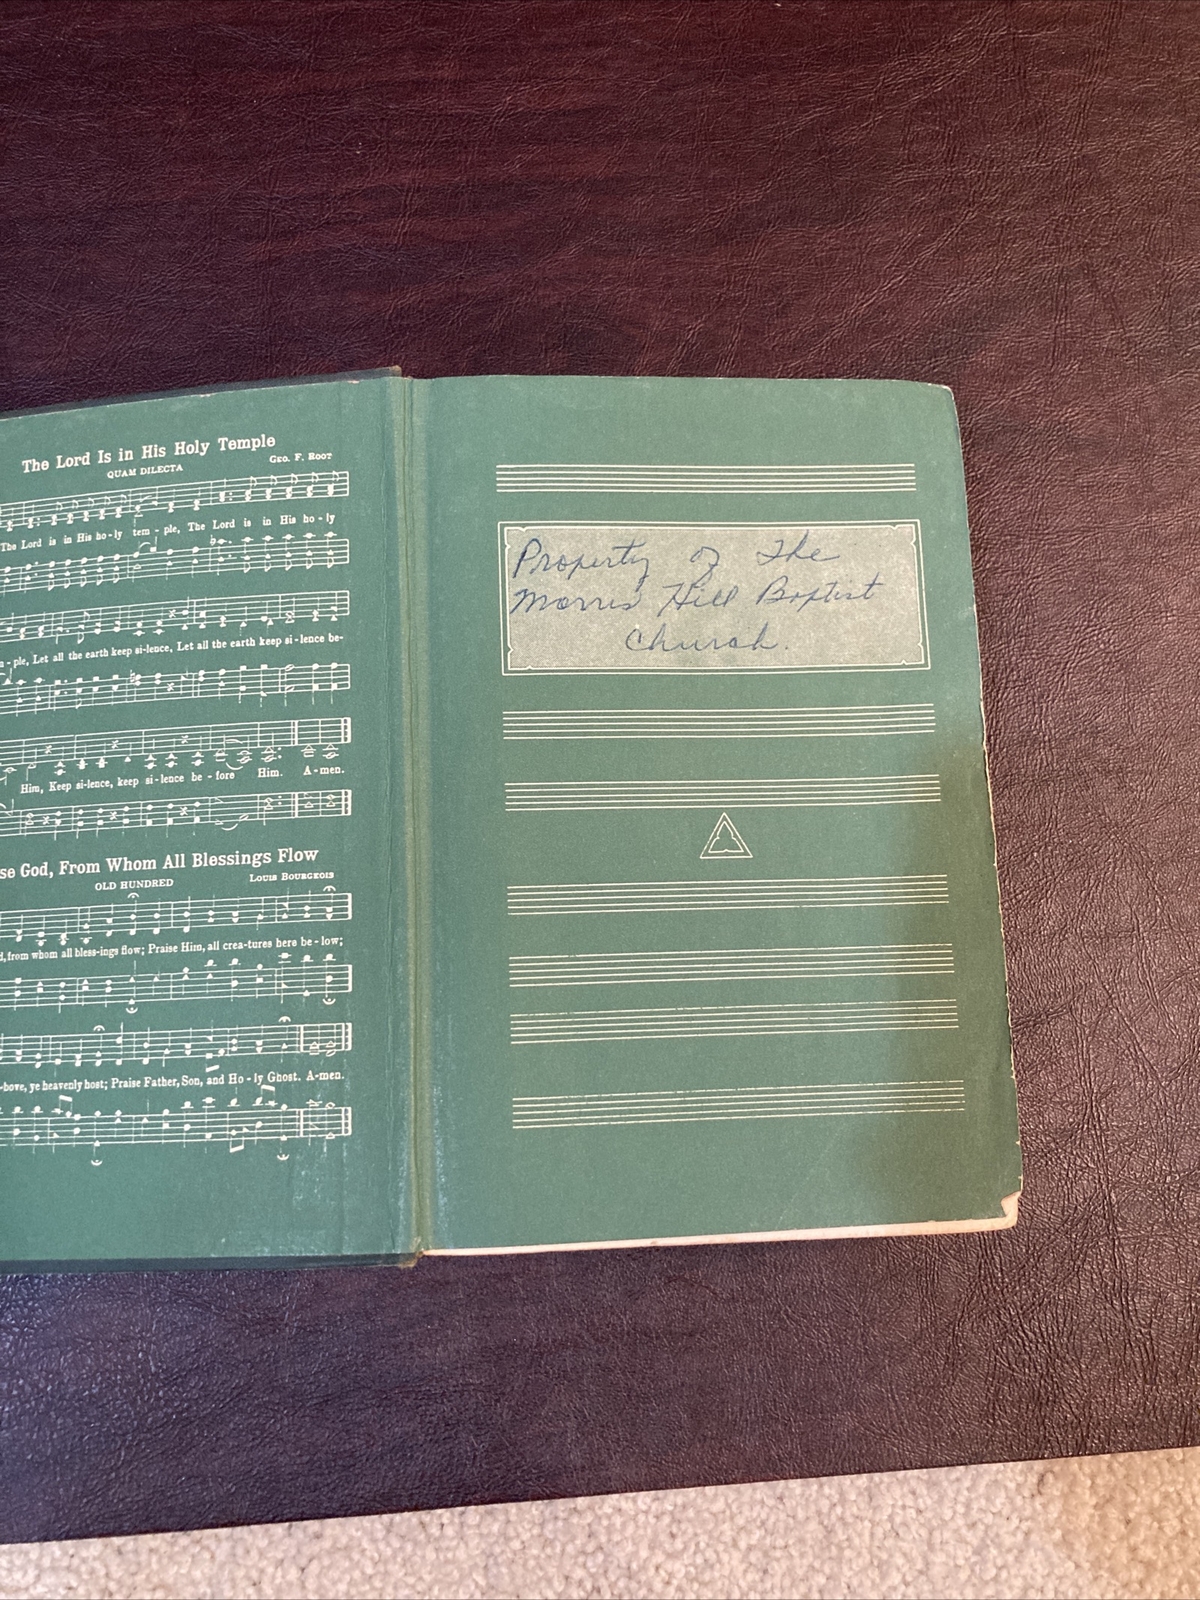 The Lord Is in His Holy Temple
QUAM DILECTA
GEO. F. ROOT
The Lord is in His ho-ly tem-ple, The Lord is in His ho-ly
-ple, Let all the earth keep si-lence, Let all the earth keep si-lence be-
Him, Keep si-lence, keep si-lence be-fore Him. A-men.
se God, From Whom All Blessings Flow
OLD HUNDRED
LOUIS BOURGEOIS
d, from whom all bless-ings flow; Praise Him, all crea-tures here be-low;
-bove, ye heavenly host; Praise Father, Son, and Ho-ly Ghost. A-men.
Property of The
Morris Hill Baptist
Church.